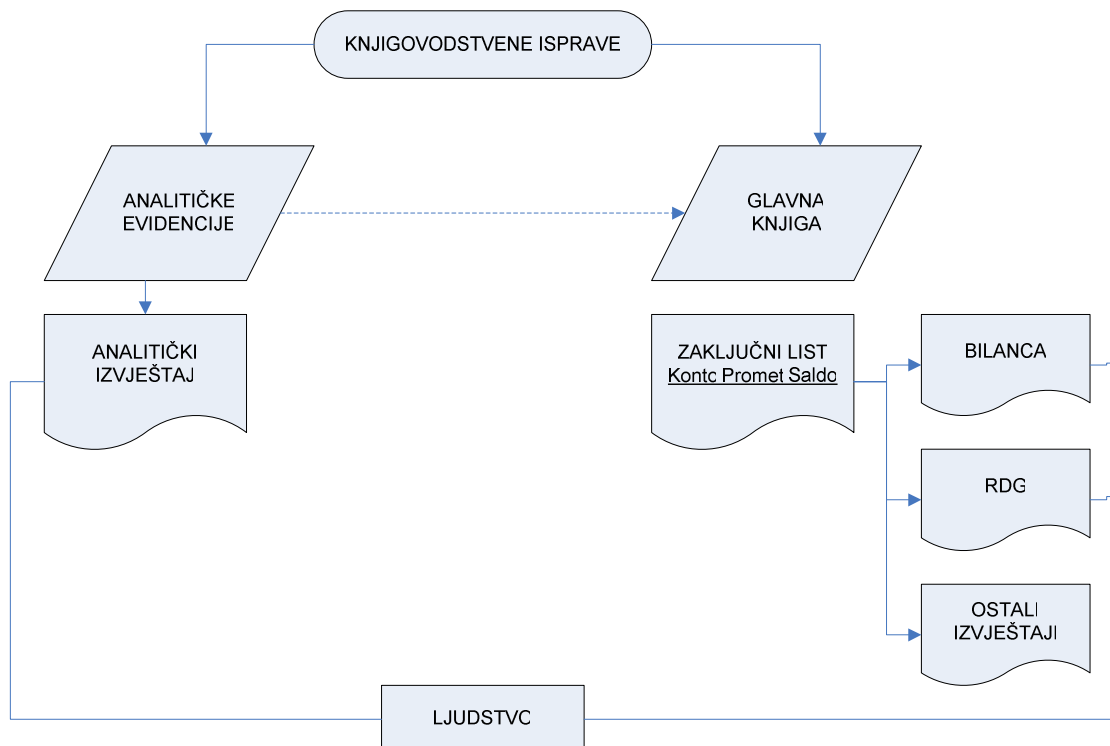 KNJIGOVODSTVENE ISPRAVE
ANALITIČKE
EVIDENCIJE
GLAVNA
KNJIGA
ANALITIČKI
IZVJEŠTAJ
ZAKLJUČNI LIST
Konto Promet Saldo
BILANCA
RDG
OSTALI
IZVJEŠTAJI
LJUDSTVO